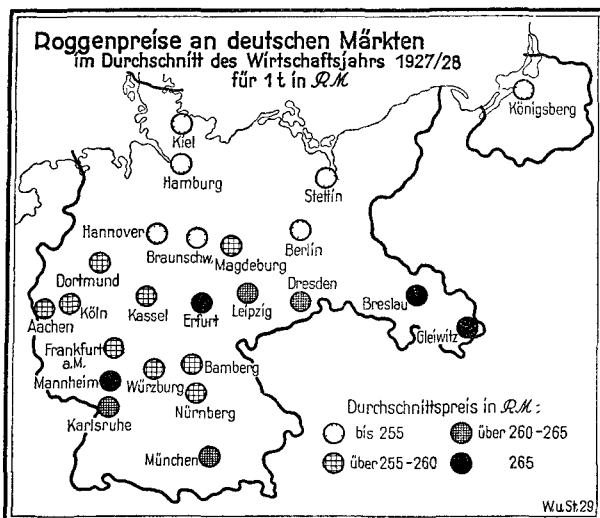 Roggenpreise an deutschen Märkten
im Durchschnitt des Wirtschaftsjahrs 1927/28
für 1 t in RM
Königsberg
Kiel
Hamburg
Stettin
Hannover
Braunschw.
Magdeburg
Berlin
Dortmund
Dresden
Aachen
Köln
Kassel
Erfurt
Leipzig
Breslau
Gleiwitz
Frankfurt
a.M.
Mannheim
Würzburg
Bamberg
Nürnberg
Karlsruhe
München
Durchschnittspreis in RM:
bis 255
über 260-265
über 255-260
265
W.u.St.29